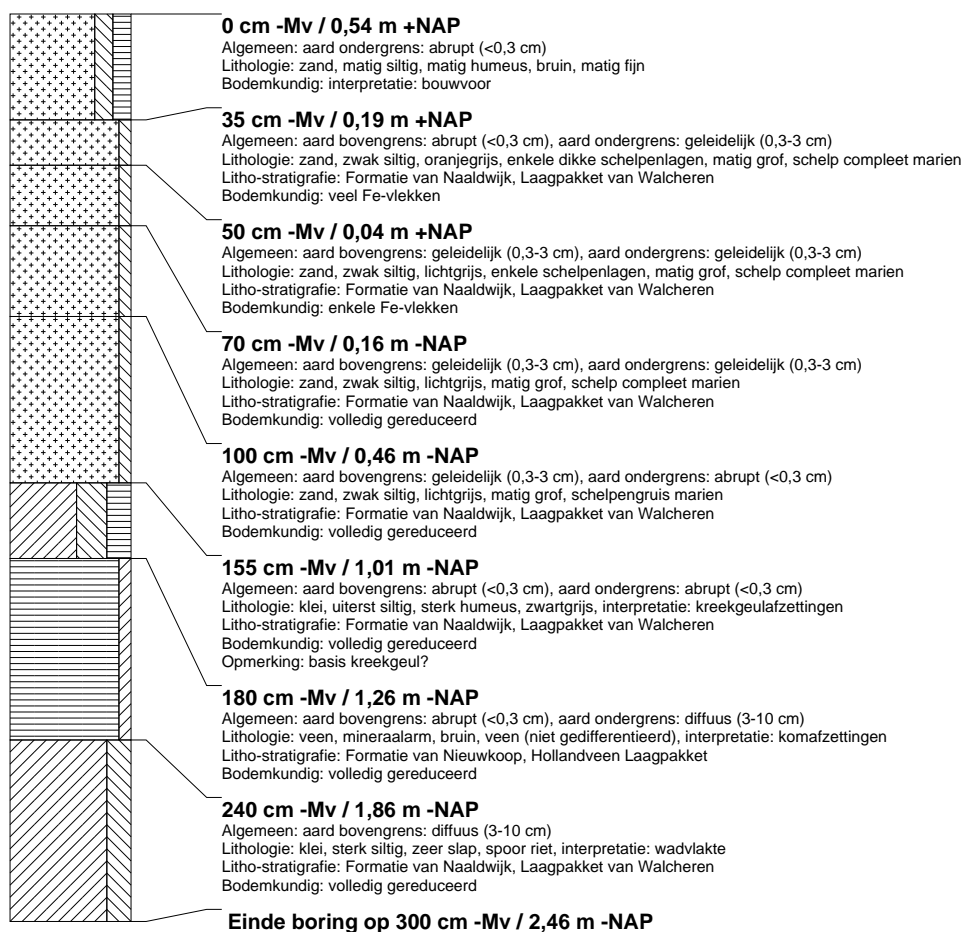 0 cm -Mv / 0,54 m +NAP
Algemeen: aard ondergrens: abrupt (<0,3 cm)
Lithologie: zand, matig siltig, matig humeus, bruin, matig fijn
Bodemkundig: interpretatie: bouwvoor
35 cm -Mv / 0,19 m +NAP
Algemeen: aard bovengrens: abrupt (<0,3 cm), aard ondergrens: geleidelijk (0,3-3 cm)
Lithologie: zand, zwak siltig, oranjegrijs, enkele dikke schelpenlagen, matig grof, schelp compleet marien
Litho-stratigrafie: Formatie van Naaldwijk, Laagpakket van Walcheren
Bodemkundig: veel Fe-vlekken
50 cm -Mv / 0,04 m +NAP
Algemeen: aard bovengrens: geleidelijk (0,3-3 cm), aard ondergrens: geleidelijk (0,3-3 cm)
Lithologie: zand, zwak siltig, lichtgrijs, enkele schelpenlagen, matig grof, schelp compleet marien
Litho-stratigrafie: Formatie van Naaldwijk, Laagpakket van Walcheren
Bodemkundig: enkele Fe-vlekken
70 cm -Mv / 0,16 m -NAP
Algemeen: aard bovengrens: geleidelijk (0,3-3 cm), aard ondergrens: geleidelijk (0,3-3 cm)
Lithologie: zand, zwak siltig, lichtgrijs, matig grof, schelp compleet marien
Litho-stratigrafie: Formatie van Naaldwijk, Laagpakket van Walcheren
Bodemkundig: volledig gereduceerd
100 cm -Mv / 0,46 m -NAP
Algemeen: aard bovengrens: geleidelijk (0,3-3 cm), aard ondergrens: abrupt (<0,3 cm)
Lithologie: zand, zwak siltig, lichtgrijs, matig grof, schelpengruis marien
Litho-stratigrafie: Formatie van Naaldwijk, Laagpakket van Walcheren
Bodemkundig: volledig gereduceerd
155 cm -Mv / 1,01 m -NAP
Algemeen: aard bovengrens: abrupt (<0,3 cm), aard ondergrens: abrupt (<0,3 cm)
Lithologie: klei, uiterst siltig, sterk humeus, zwartgrijs, interpretatie: kreekgeulafzettingen
Litho-stratigrafie: Formatie van Naaldwijk, Laagpakket van Walcheren
Bodemkundig: volledig gereduceerd
Opmerking: basis kreekgeul?
180 cm -Mv / 1,26 m -NAP
Algemeen: aard bovengrens: abrupt (<0,3 cm), aard ondergrens: diffuus (3-10 cm)
Lithologie: veen, mineraalarm, bruin, veen (niet gedifferentieerd), interpretatie: komafzettingen
Litho-stratigrafie: Formatie van Nieuwkoop, Hollandveen Laagpakket
Bodemkundig: volledig gereduceerd
240 cm -Mv / 1,86 m -NAP
Algemeen: aard bovengrens: diffuus (3-10 cm)
Lithologie: klei, sterk siltig, zeer slap, spoor riet, interpretatie: wadvlakte
Litho-stratigrafie: Formatie van Naaldwijk, Laagpakket van Walcheren
Bodemkundig: volledig gereduceerd
Einde boring op 300 cm -Mv / 2,46 m -NAP